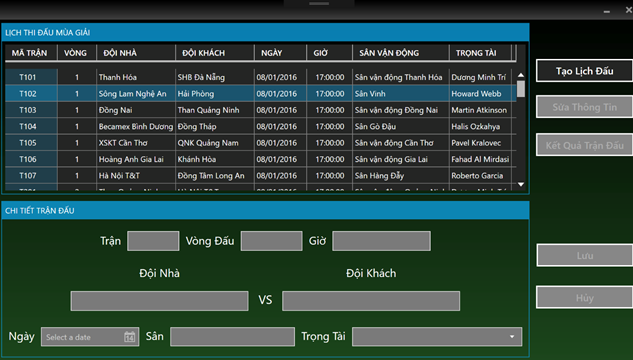 LỊCH THI ĐẤU MÙA GIẢI
MÃ TRẬN VÒNG ĐỘI NHÀ ĐỘI KHÁCH NGÀY GIỜ SÂN VẬN ĐỘNG TRỌNG TÀI
T101 1 Thanh Hóa SHB Đà Nẵng 08/01/2016 17:00:00 Sân vận động Thanh Hóa Dương Minh Trí
T102 1 Sông Lam Nghệ An Hải Phòng 08/01/2016 17:00:00 Sân Vinh Howard Webb
T103 1 Đồng Nai Than Quảng Ninh 08/01/2016 17:00:00 Sân vận động Đồng Nai Martin Atkinson
T104 1 Becamex Bình Dương Đồng Tháp 08/01/2016 17:00:00 Sân Gò Đậu Halis Ozkahya
T105 1 XSKT Cần Thơ QNK Quảng Nam 08/01/2016 17:00:00 Sân vận động Cần Thơ Pavel Kralovec
T106 1 Hoàng Anh Gia Lai Khánh Hòa 08/01/2016 17:00:00 Sân vận động Gia Lai Fahad Al Mirdasi
T107 1 Hà Nội T&T Đồng Tâm Long An 08/01/2016 17:00:00 Sân Hàng Đẫy Roberto Garcia
Tạo Lịch Đấu
Sửa Thông Tin
Kết Quả Trận Đấu
CHI TIẾT TRẬN ĐẤU
Trận Vòng Đấu Giờ
Đội Nhà Đội Khách
VS
Ngày Select a date 14 Sân Trọng Tài
Lưu
Hủy